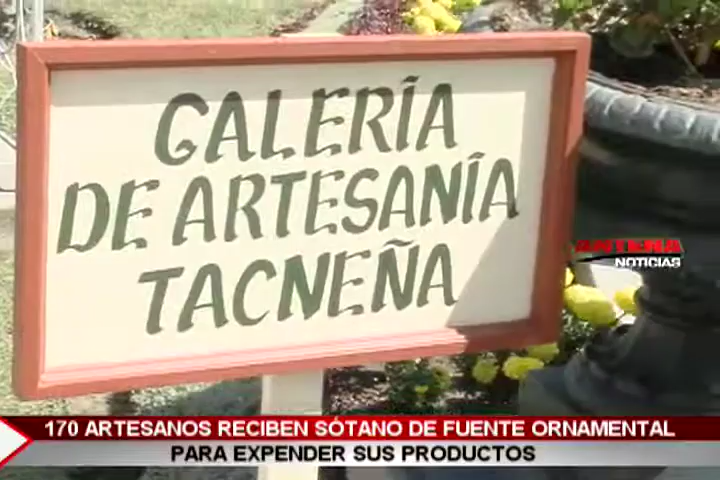 GALERÍA
DE ARTESANÍA
TACNEÑA
ANTENA
NOTICIAS
170 ARTESANOS RECIBEN SÓTANO DE FUENTE ORNAMENTAL
PARA EXPENDER SUS PRODUCTOS